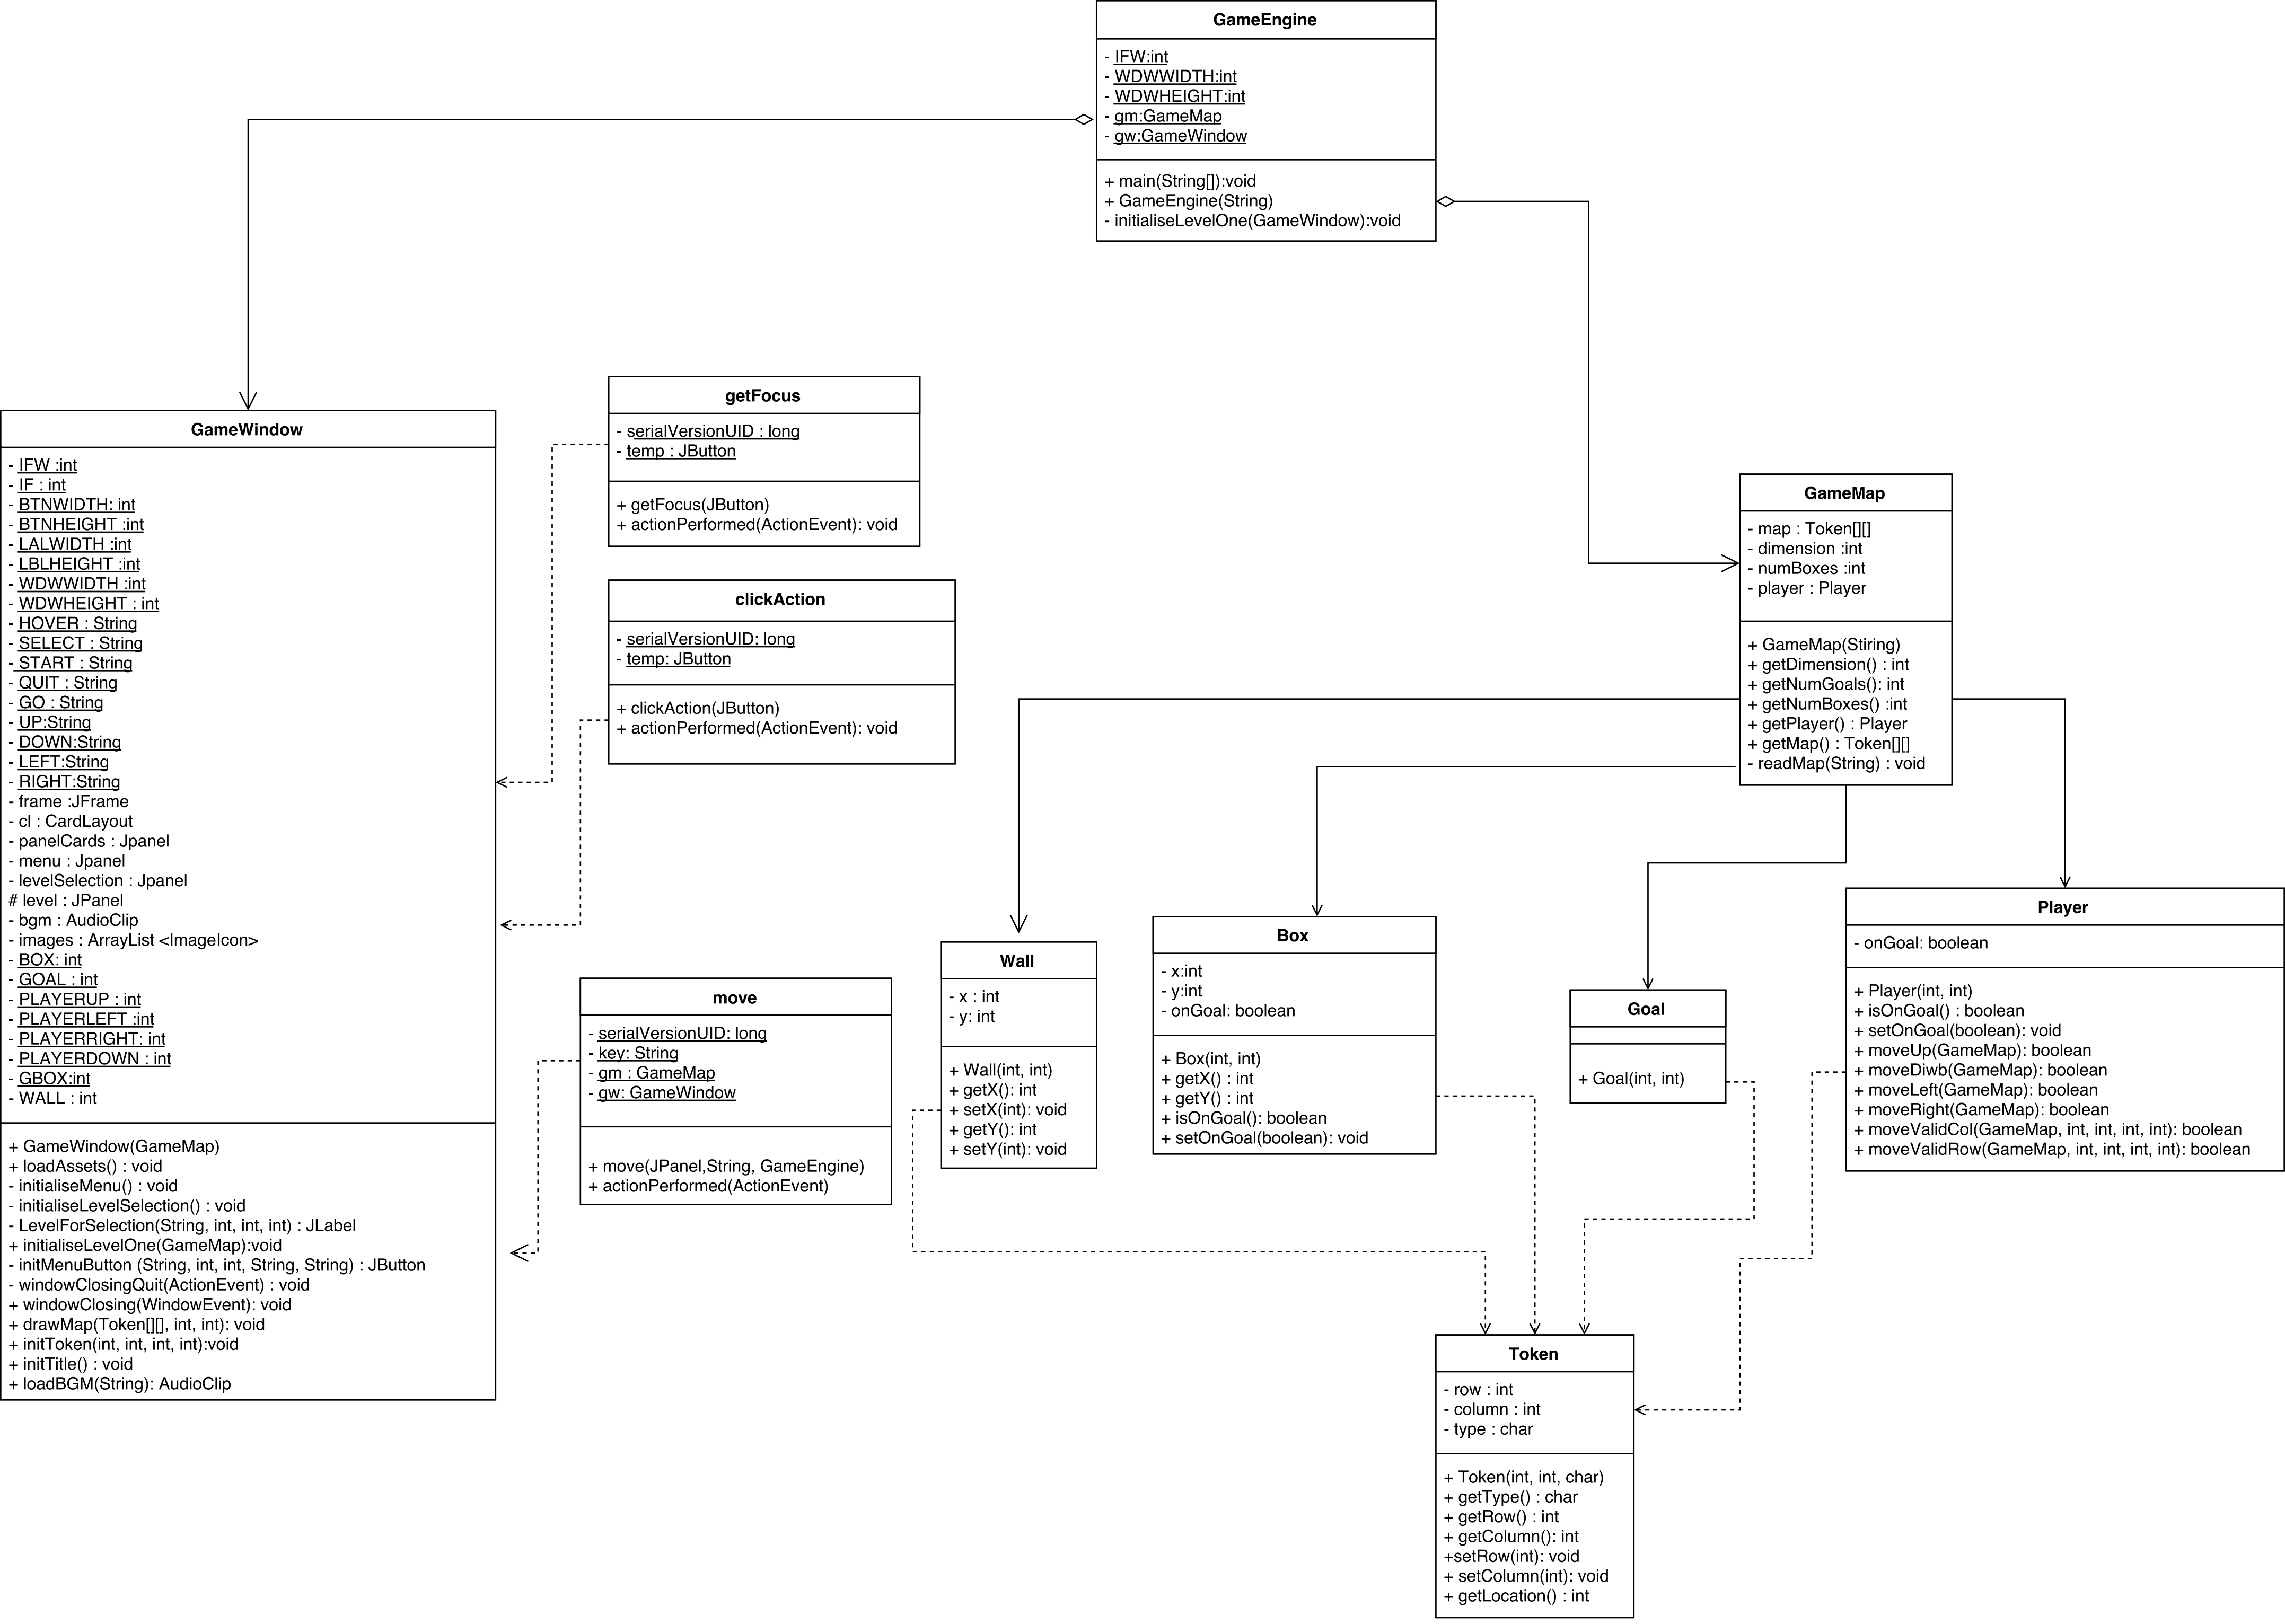 GameEngine
- IFW:int
- WDWWIDTH:int
- WDWHEIGHT:int
- gm:GameMap
- gw:GameWindow
+ main(String[]):void
+ GameEngine(String)
- initialiseLevelOne(GameWindow):void
GameWindow
- IFW :int
- IF : int
- BTNWIDTH: int
- BTNHEIGHT :int
- LALWIDTH :int
- LBLHEIGHT :int
- WDWWIDTH :int
- WDWHEIGHT : int
- HOVER : String
- SELECT : String
- START : String
- QUIT : String
- GO : String
- UP:String
- DOWN:String
- LEFT:String
- RIGHT:String
- frame :JFrame
- cl : CardLayout
- panelCards : Jpanel
- menu : Jpanel
- levelSelection : Jpanel
# level : JPanel
- bgm : AudioClip
- images : ArrayList <ImageIcon>
- BOX: int
- GOAL : int
- PLAYERUP : int
- PLAYERLEFT :int
- PLAYERRIGHT: int
- PLAYERDOWN : int
- GBOX:int
- WALL : int
+ GameWindow(GameMap)
+ loadAssets() : void
- initialiseMenu() : void
- initialiseLevelSelection() : void
- LevelForSelection(String, int, int, int) : JLabel
+ initialiseLevelOne(GameMap):void
- initMenuButton (String, int, int, String, String) : JButton
- windowClosingQuit(ActionEvent) : void
+ windowClosing(WindowEvent): void
+ drawMap(Token[][], int, int): void
+ initToken(int, int, int, int):void
+ initTitle() : void
+ loadBGM(String): AudioClip
getFocus
- serialVersionUID : long
- temp : JButton
+ getFocus(JButton)
+ actionPerformed(ActionEvent): void
clickAction
- serialVersionUID: long
- temp: JButton
+ clickAction(JButton)
+ actionPerformed(ActionEvent): void
move
- serialVersionUID: long
- key: String
- gm : GameMap
- gw: GameWindow
+ move(JPanel,String, GameEngine)
+ actionPerformed(ActionEvent)
GameMap
- map : Token[][]
- dimension :int
- numBoxes :int
- player : Player
+ GameMap(Stiring)
+ getDimension() : int
+ getNumGoals(): int
+ getNumBoxes() :int
+ getPlayer() : Player
+ getMap() : Token[][]
- readMap(String) : void
Wall
- x : int
- y: int
+ Wall(int, int)
+ getX(): int
+ setX(int): void
+ getY(): int
+ setY(int): void
Box
- x:int
- y:int
- onGoal: boolean
+ Box(int, int)
+ getX() : int
+ getY() : int
+ isOnGoal(): boolean
+ setOnGoal(boolean): void
Goal
+ Goal(int, int)
Player
- onGoal: boolean
+ Player(int, int)
+ isOnGoal() : boolean
+ setOnGoal(boolean): void
+ moveUp(GameMap): boolean
+ moveDiwb(GameMap): boolean
+ moveLeft(GameMap): boolean
+ moveRight(GameMap): boolean
+ moveValidCol(GameMap, int, int, int, int): boolean
+ moveValidRow(GameMap, int, int, int, int): boolean
Token
- row : int
- column : int
- type : char
+ Token(int, int, char)
+ getType() : char
+ getRow() : int
+ getColumn(): int
+setRow(int): void
+ setColumn(int): void
+ getLocation() : int